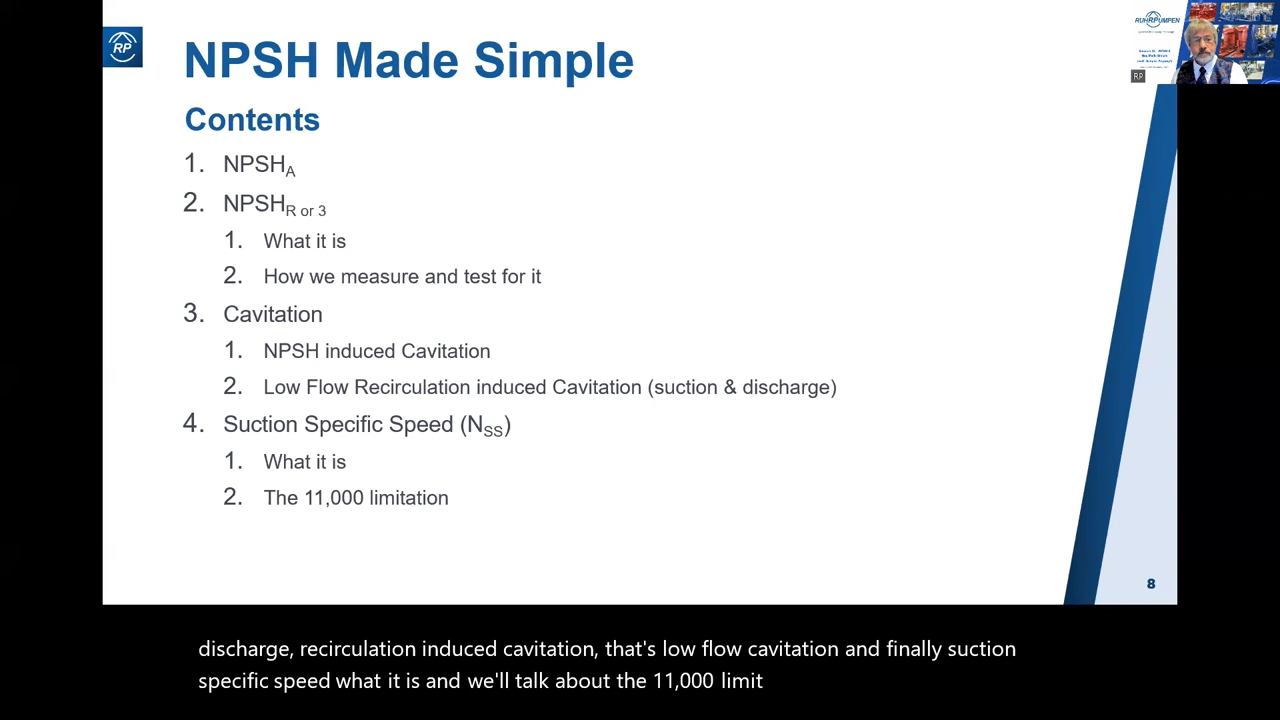 RP
NPSH Made Simple
RUHRPUMPEN
Contents
RP
1. NPSHA
2. NPSHR or 3
1. What it is
2. How we measure and test for it
3. Cavitation
1. NPSH induced Cavitation
2. Low Flow Recirculation induced Cavitation (suction & discharge)
4. Suction Specific Speed (NSS)
1. What it is
2. The 11,000 limitation
8
discharge, recirculation induced cavitation, that's low flow cavitation and finally suction
specific speed what it is and we'll talk about the 11,000 limit